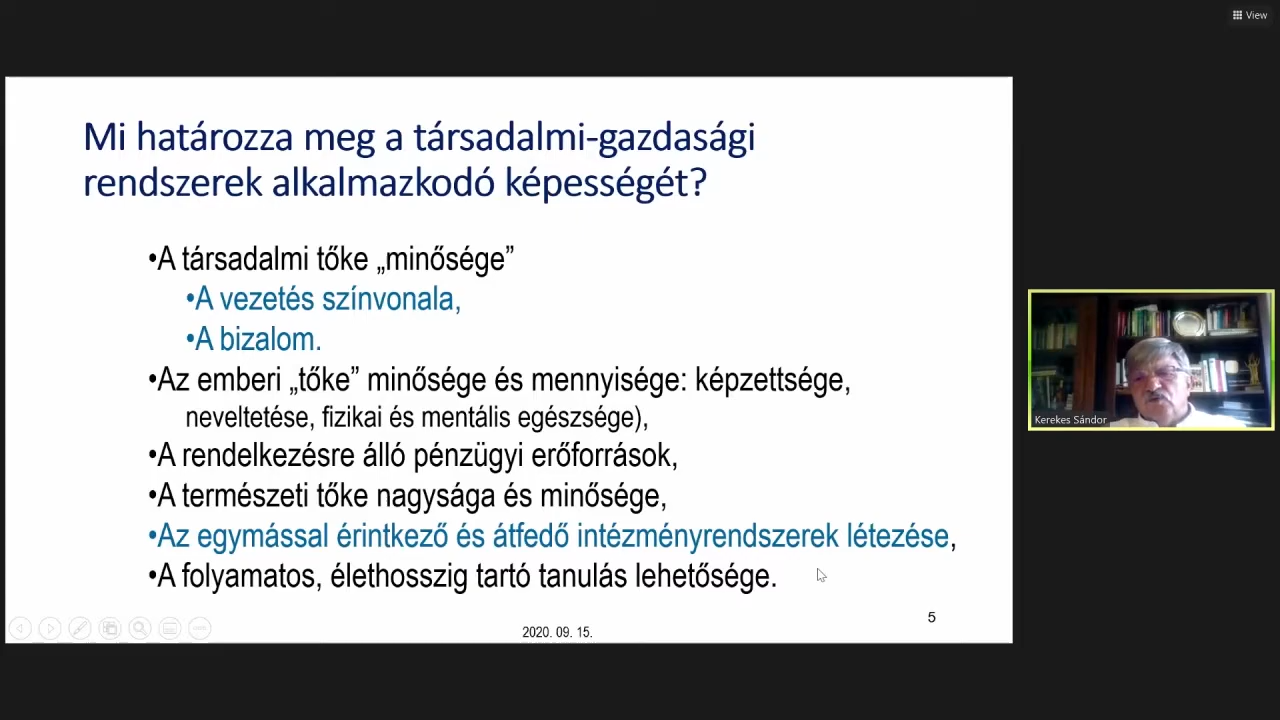 View
Mi határozza meg a társadalmi-gazdasági
rendszerek alkalmazkodó képességét?
•A társadalmi tőke „minősége”
•A vezetés színvonala,
•A bizalom.
•Az emberi „tőke” minősége és mennyisége: képzettsége,
neveltetése, fizikai és mentális egészsége),
•A rendelkezésre álló pénzügyi erőforrások,
•A természeti tőke nagysága és minősége,
•Az egymással érintkező és átfedő intézményrendszerek létezése,
•A folyamatos, élethosszig tartó tanulás lehetősége.
5
2020. 09. 15.
Kerekes Sándor